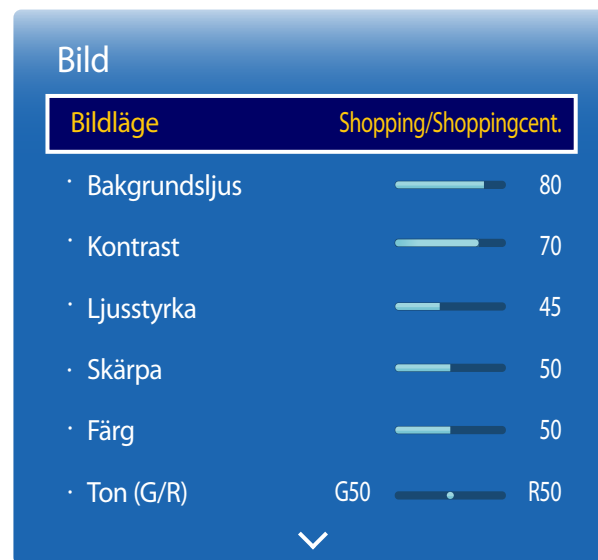 Bild
Bildläge Shopping/Shoppingcent.
· Bakgrundsljus 80
· Kontrast 70
· Ljusstyrka 45
· Skärpa 50
· Färg 50
· Ton (G/R) G50 R50